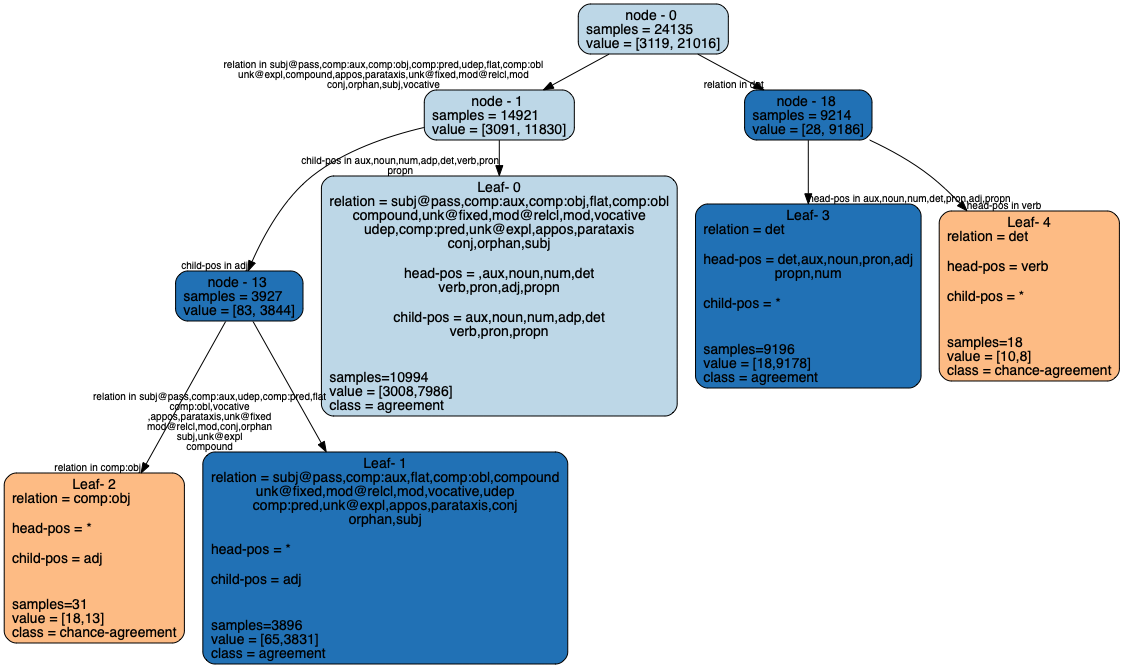 node - 0
samples = 24135
value = [3119, 21016]
relation in subj@pass,comp:aux,comp:obj,comp:pred,udep,flat,comp:obl
unk@expl,compound,appos,parataxis,unk@fixed,mod@relcl,mod
conj,orphan,subj,vocative
relation in det
node - 1
samples = 14921
value = [3091, 11830]
node - 18
samples = 9214
value = [28, 9186]
child-pos in aux,noun,num,adp,det,verb,pron
propn
Leaf- 0
relation = subj@pass,comp:aux,comp:obj,flat,comp:obl
compound,unk@fixed,mod@relcl,mod,vocative
udep,comp:pred,unk@expl,appos,parataxis
conj,orphan,subj
head-pos = ,aux,noun,num,det
verb,pron,adj,propn
child-pos = aux,noun,num,adp,det
verb,pron,propn
samples=10994
value = [3008,7986]
class = agreement
head-pos in aux,noun,num,det,pron,adj,propn
Leaf- 3
relation = det
head-pos = det,aux,noun,pron,adj
propn,num
child-pos = *
samples=9196
value = [18,9178]
class = agreement
head-pos in verb
Leaf- 4
relation = det
head-pos = verb
child-pos = *
samples=18
value = [10,8]
class = chance-agreement
child-pos in adj
node - 13
samples = 3927
value = [83, 3844]
relation in subj@pass,comp:aux,udep,comp:pred,flat
comp:obl,vocative
,appos,parataxis,unk@fixed
mod@relcl,mod,conj,orphan
subj,unk@expl
compound
relation in comp:obj
Leaf- 2
relation = comp:obj
head-pos = *
child-pos = adj
samples=31
value = [18,13]
class = chance-agreement
Leaf- 1
relation = subj@pass,comp:aux,flat,comp:obl,compound
unk@fixed,mod@relcl,mod,vocative,udep
comp:pred,unk@expl,appos,parataxis,conj
orphan,subj
head-pos = *
child-pos = adj
samples=3896
value = [65,3831]
class = agreement